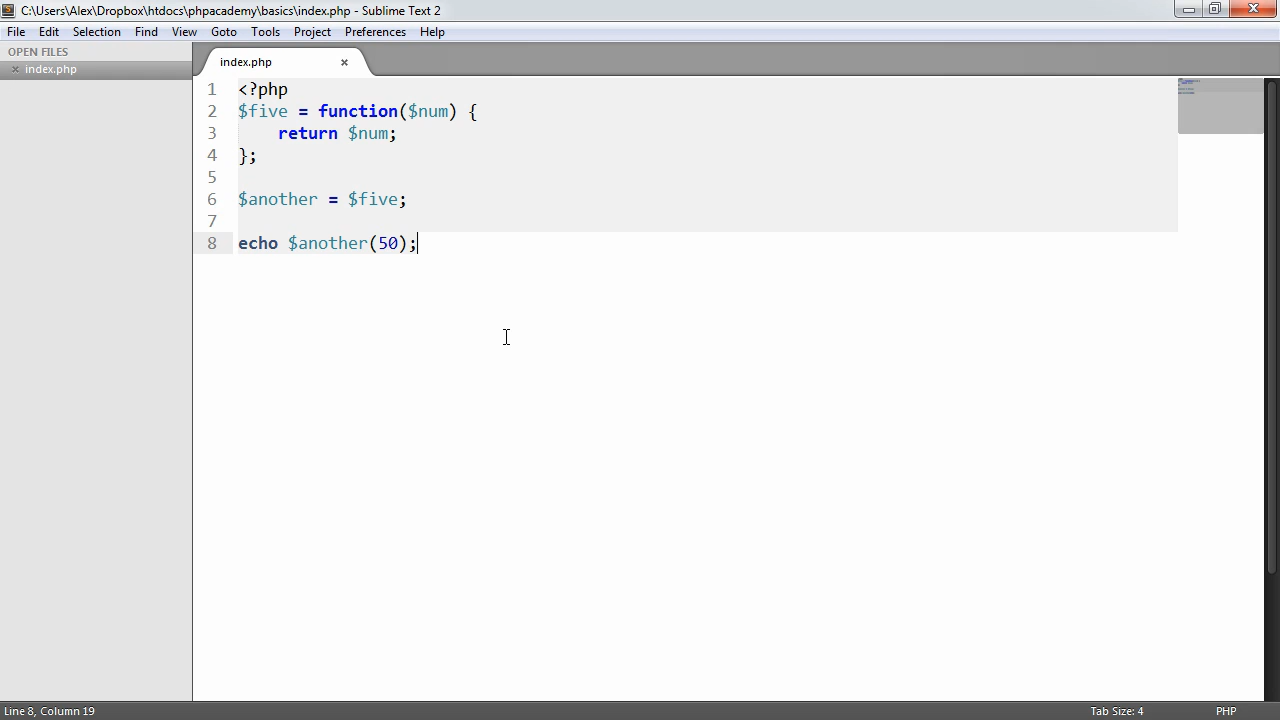 C:\Users\Alex\Dropbox\htdocs\phpacademy\basics\index.php - Sublime Text 2
File Edit Selection Find View Goto Tools Project Preferences Help
OPEN FILES
index.php
index.php
1 <?php
2 $five = function($num) {
3     return $num;
4 };
5
6 $another = $five;
7
8 echo $another(50);
Line 8, Column 19
Tab Size: 4
PHP